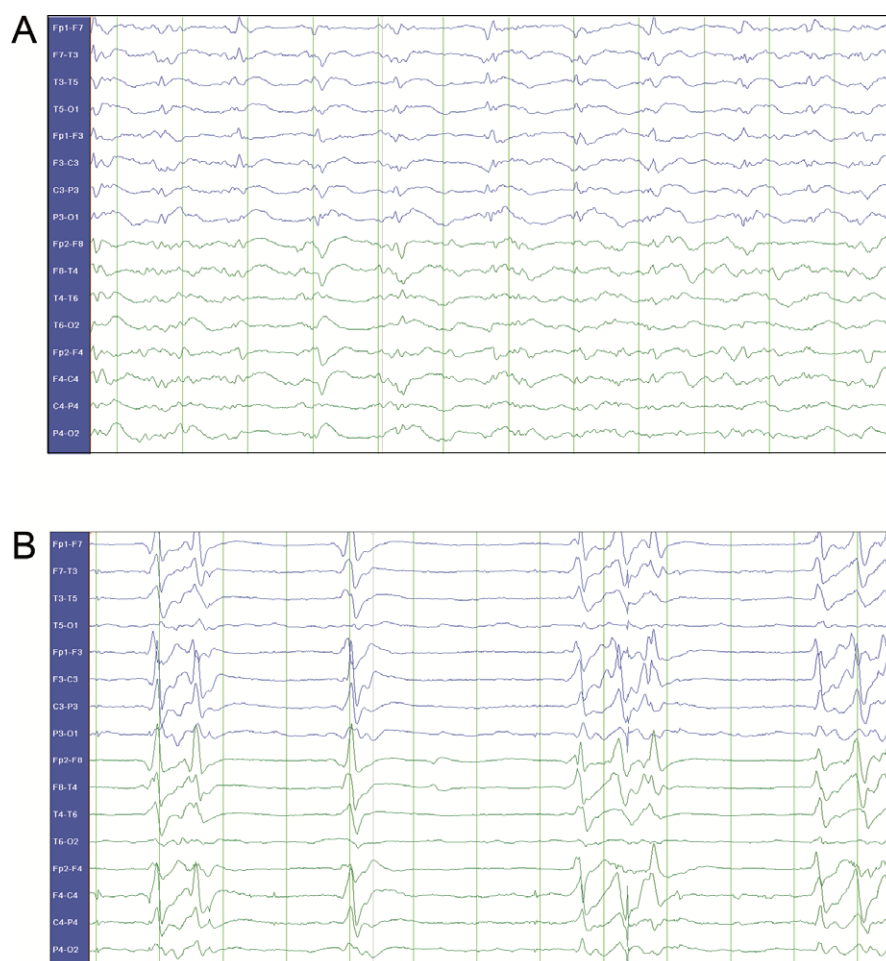 A
Fp1-F7
F7-T3
T3-T5
T5-O1
Fp1-F3
F3-C3
C3-P3
P3-O1
Fp2-F8
F8-T4
T4-T6
T6-O2
Fp2-F4
F4-C4
C4-P4
P4-O2
B
Fp1-F7
F7-T3
T3-T5
T5-O1
Fp1-F3
F3-C3
C3-P3
P3-O1
Fp2-F8
F8-T4
T4-T6
T6-O2
Fp2-F4
F4-C4
C4-P4
P4-O2